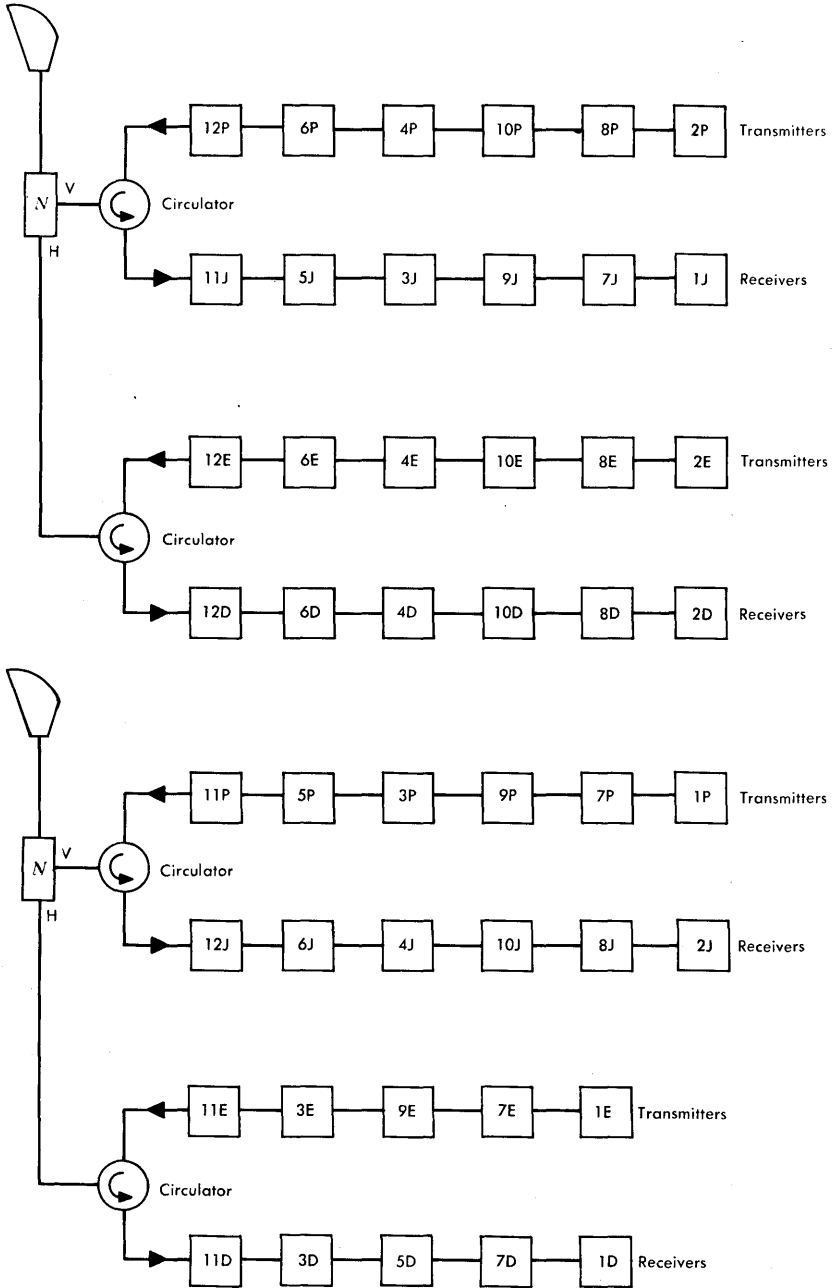 12P 6P 4P 10P 8P 2P Transmitters
V
N
Circulator
H
11J 5J 3J 9J 7J 1J Receivers
12E 6E 4E 10E 8E 2E Transmitters
Circulator
12D 6D 4D 10D 8D 2D Receivers
11P 5P 3P 9P 7P 1P Transmitters
V
N
Circulator
H
12J 6J 4J 10J 8J 2J Receivers
11E 3E 9E 7E 1E Transmitters
Circulator
11D 3D 5D 7D 1D Receivers